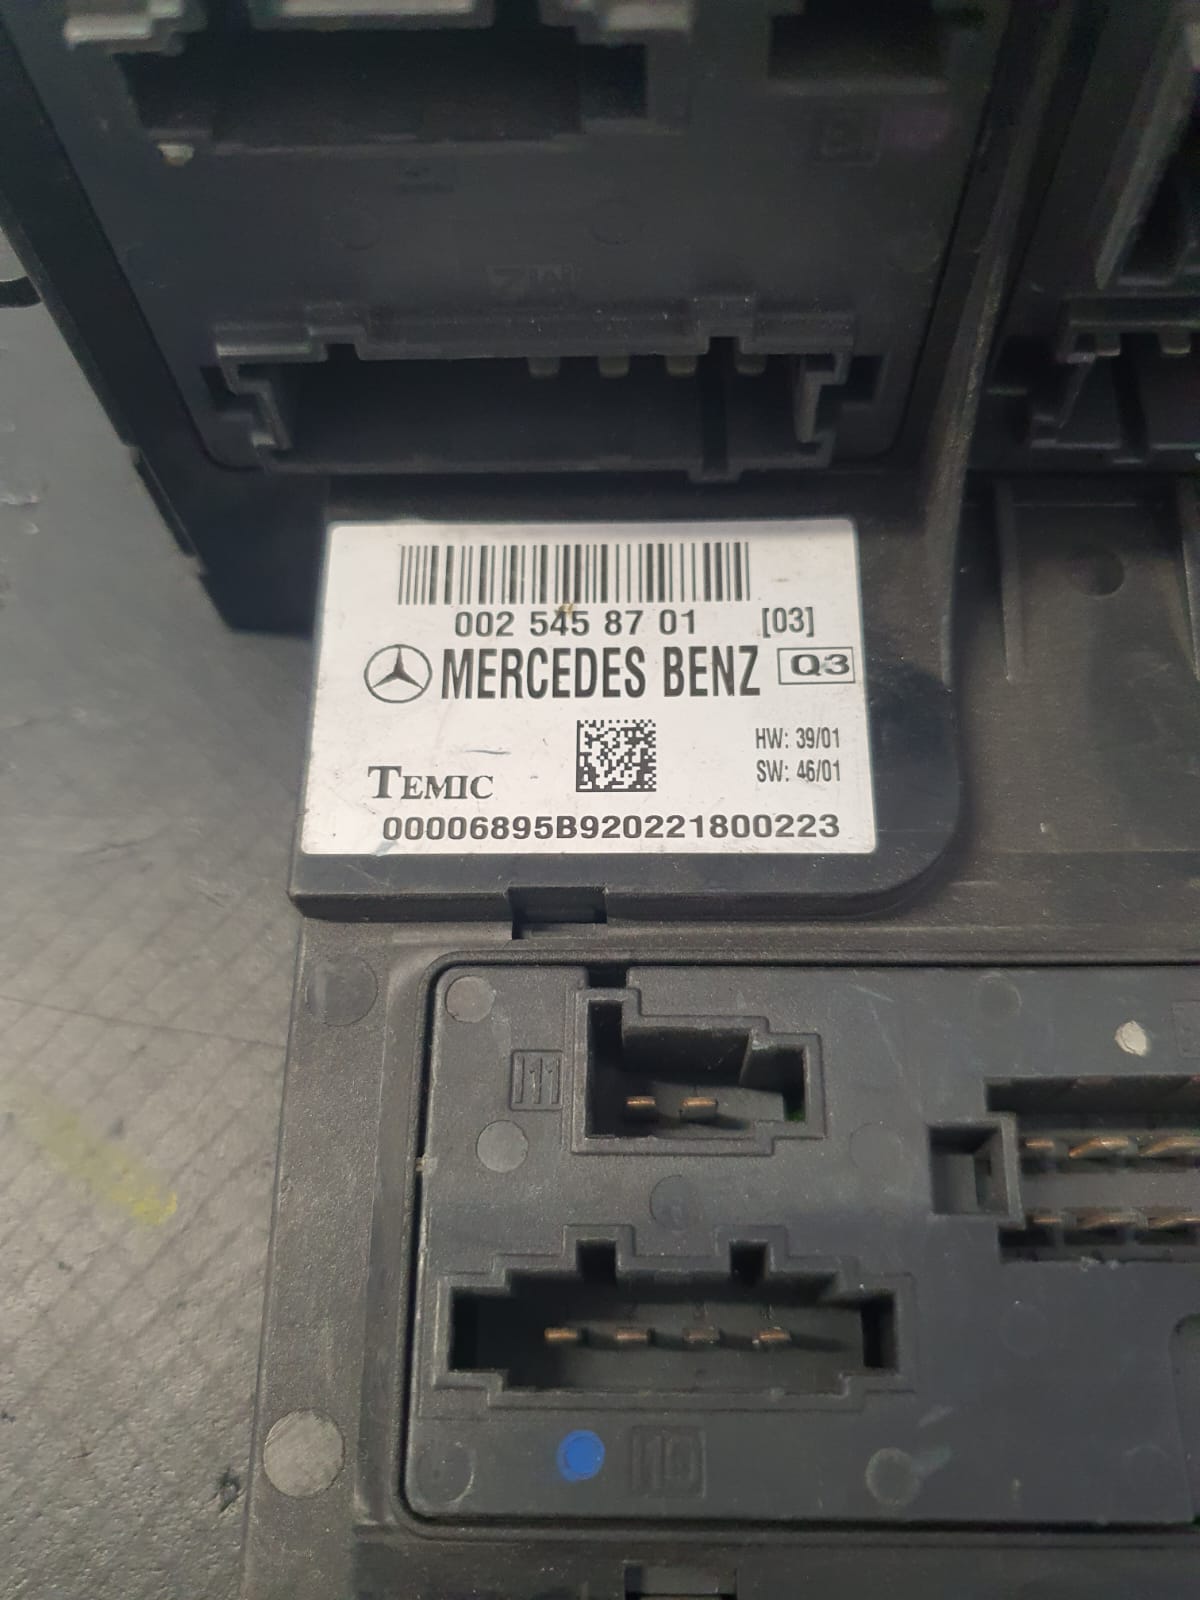 002 545 87 01 [03]
MERCEDES BENZ Q3
HW: 39/01
TEMIC
SW: 46/01
00006895B920221800223